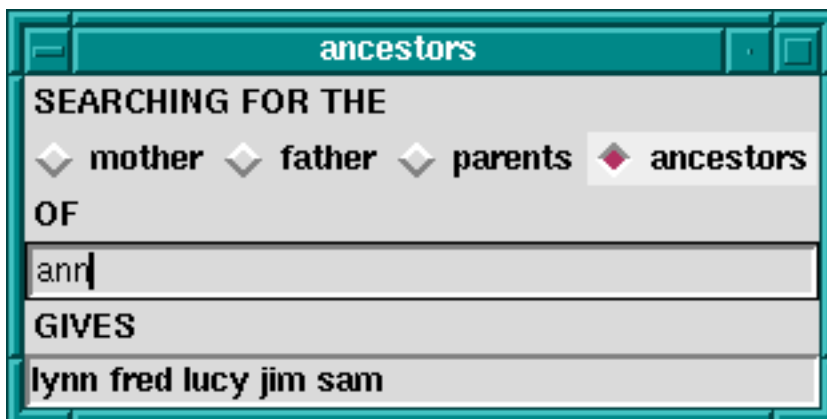 ancestors
SEARCHING FOR THE
mother father parents ancestors
OF
ann
GIVES
lynn fred lucy jim sam